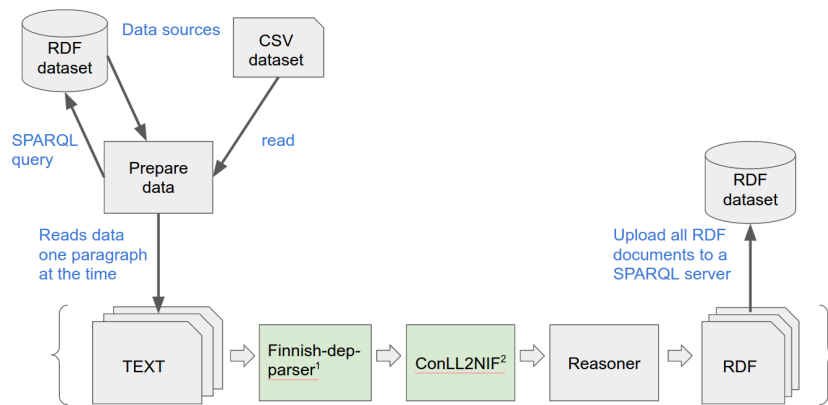 Data sources
RDF
dataset
CSV
dataset
SPARQL
query
read
Prepare
data
RDF
dataset
Reads data
one paragraph
at the time
Upload all RDF
documents to a
SPARQL server
TEXT
Finnish-dep-
parser¹
ConLL2NIF²
Reasoner
RDF